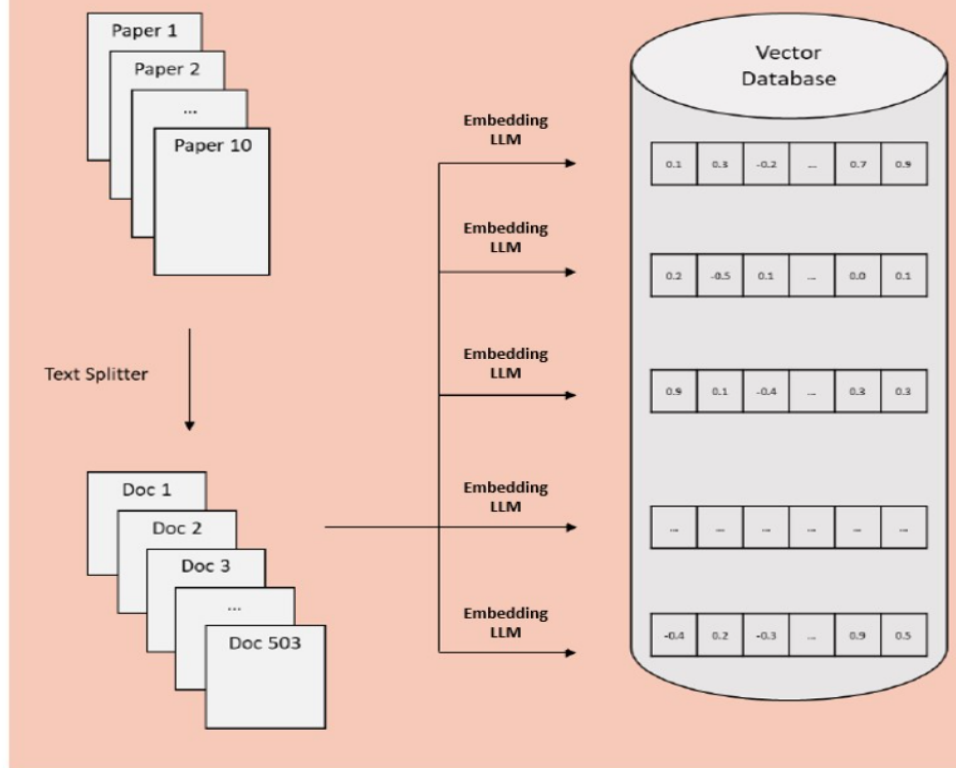 Paper 1
Paper 2
...
Paper 10
Text Splitter
Doc 1
Doc 2
Doc 3
...
Doc 503
Embedding
LLM
Embedding
LLM
Embedding
LLM
Embedding
LLM
Embedding
LLM
Vector
Database
0.1 0.3 -0.2 ... 0.7 0.9
0.2 -0.5 0.1 ... 0.0 0.1
0.9 0.1 -0.4 ... 0.3 0.3
... ... ... ... ... ...
-0.4 0.2 -0.3 ... 0.9 0.5